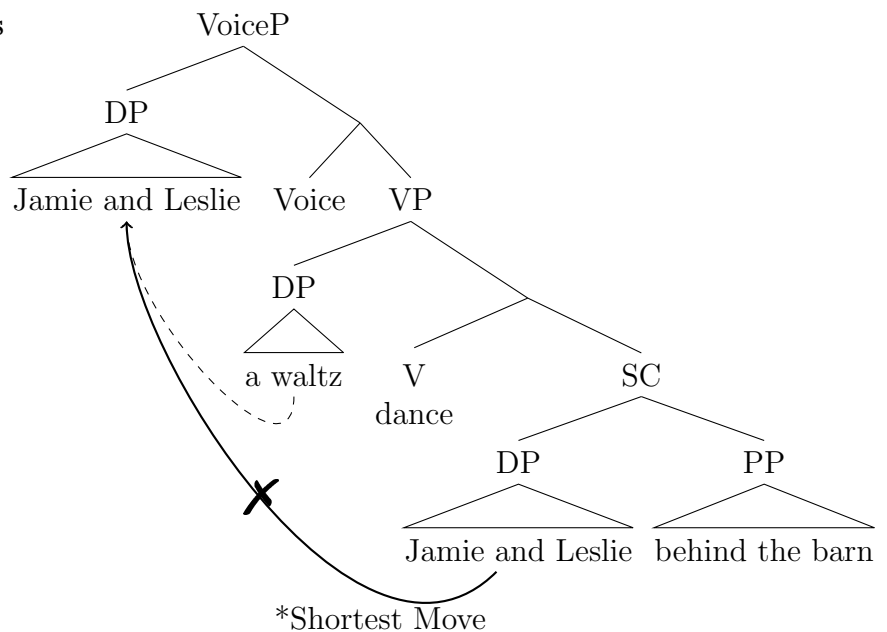 s
VoiceP
DP
Jamie and Leslie
Voice
VP
DP
a waltz
V
dance
SC
DP
PP
Jamie and Leslie
behind the barn
*Shortest Move